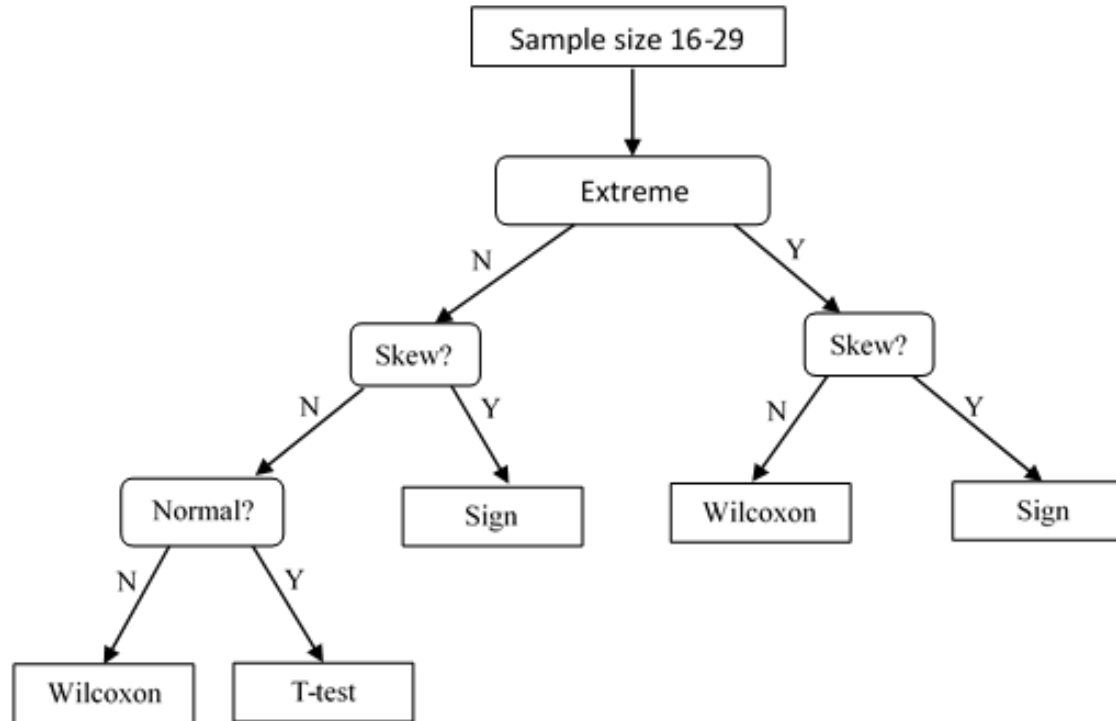 Sample size 16-29
Extreme
N
Y
Skew?
Skew?
N
Y
N
Y
Normal?
Sign
Wilcoxon
Sign
N
Y
Wilcoxon
T-test